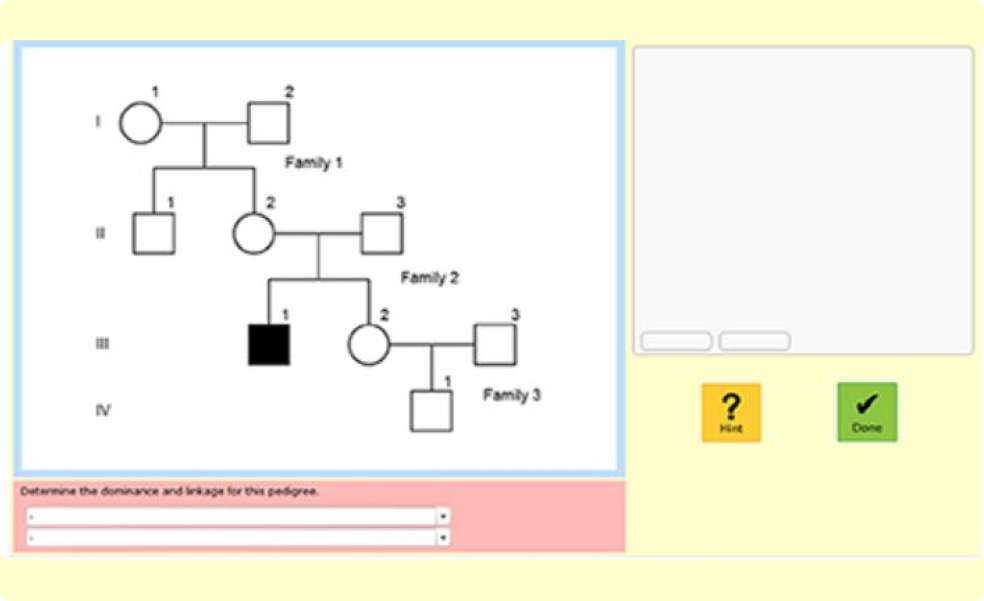 1 2
I
Family 1
1 2 3
II
Family 2
1 2 3
III
1
Family 3
IV
Determine the dominance and linkage for this pedigree.
-
-
?
Hint
✔
Done